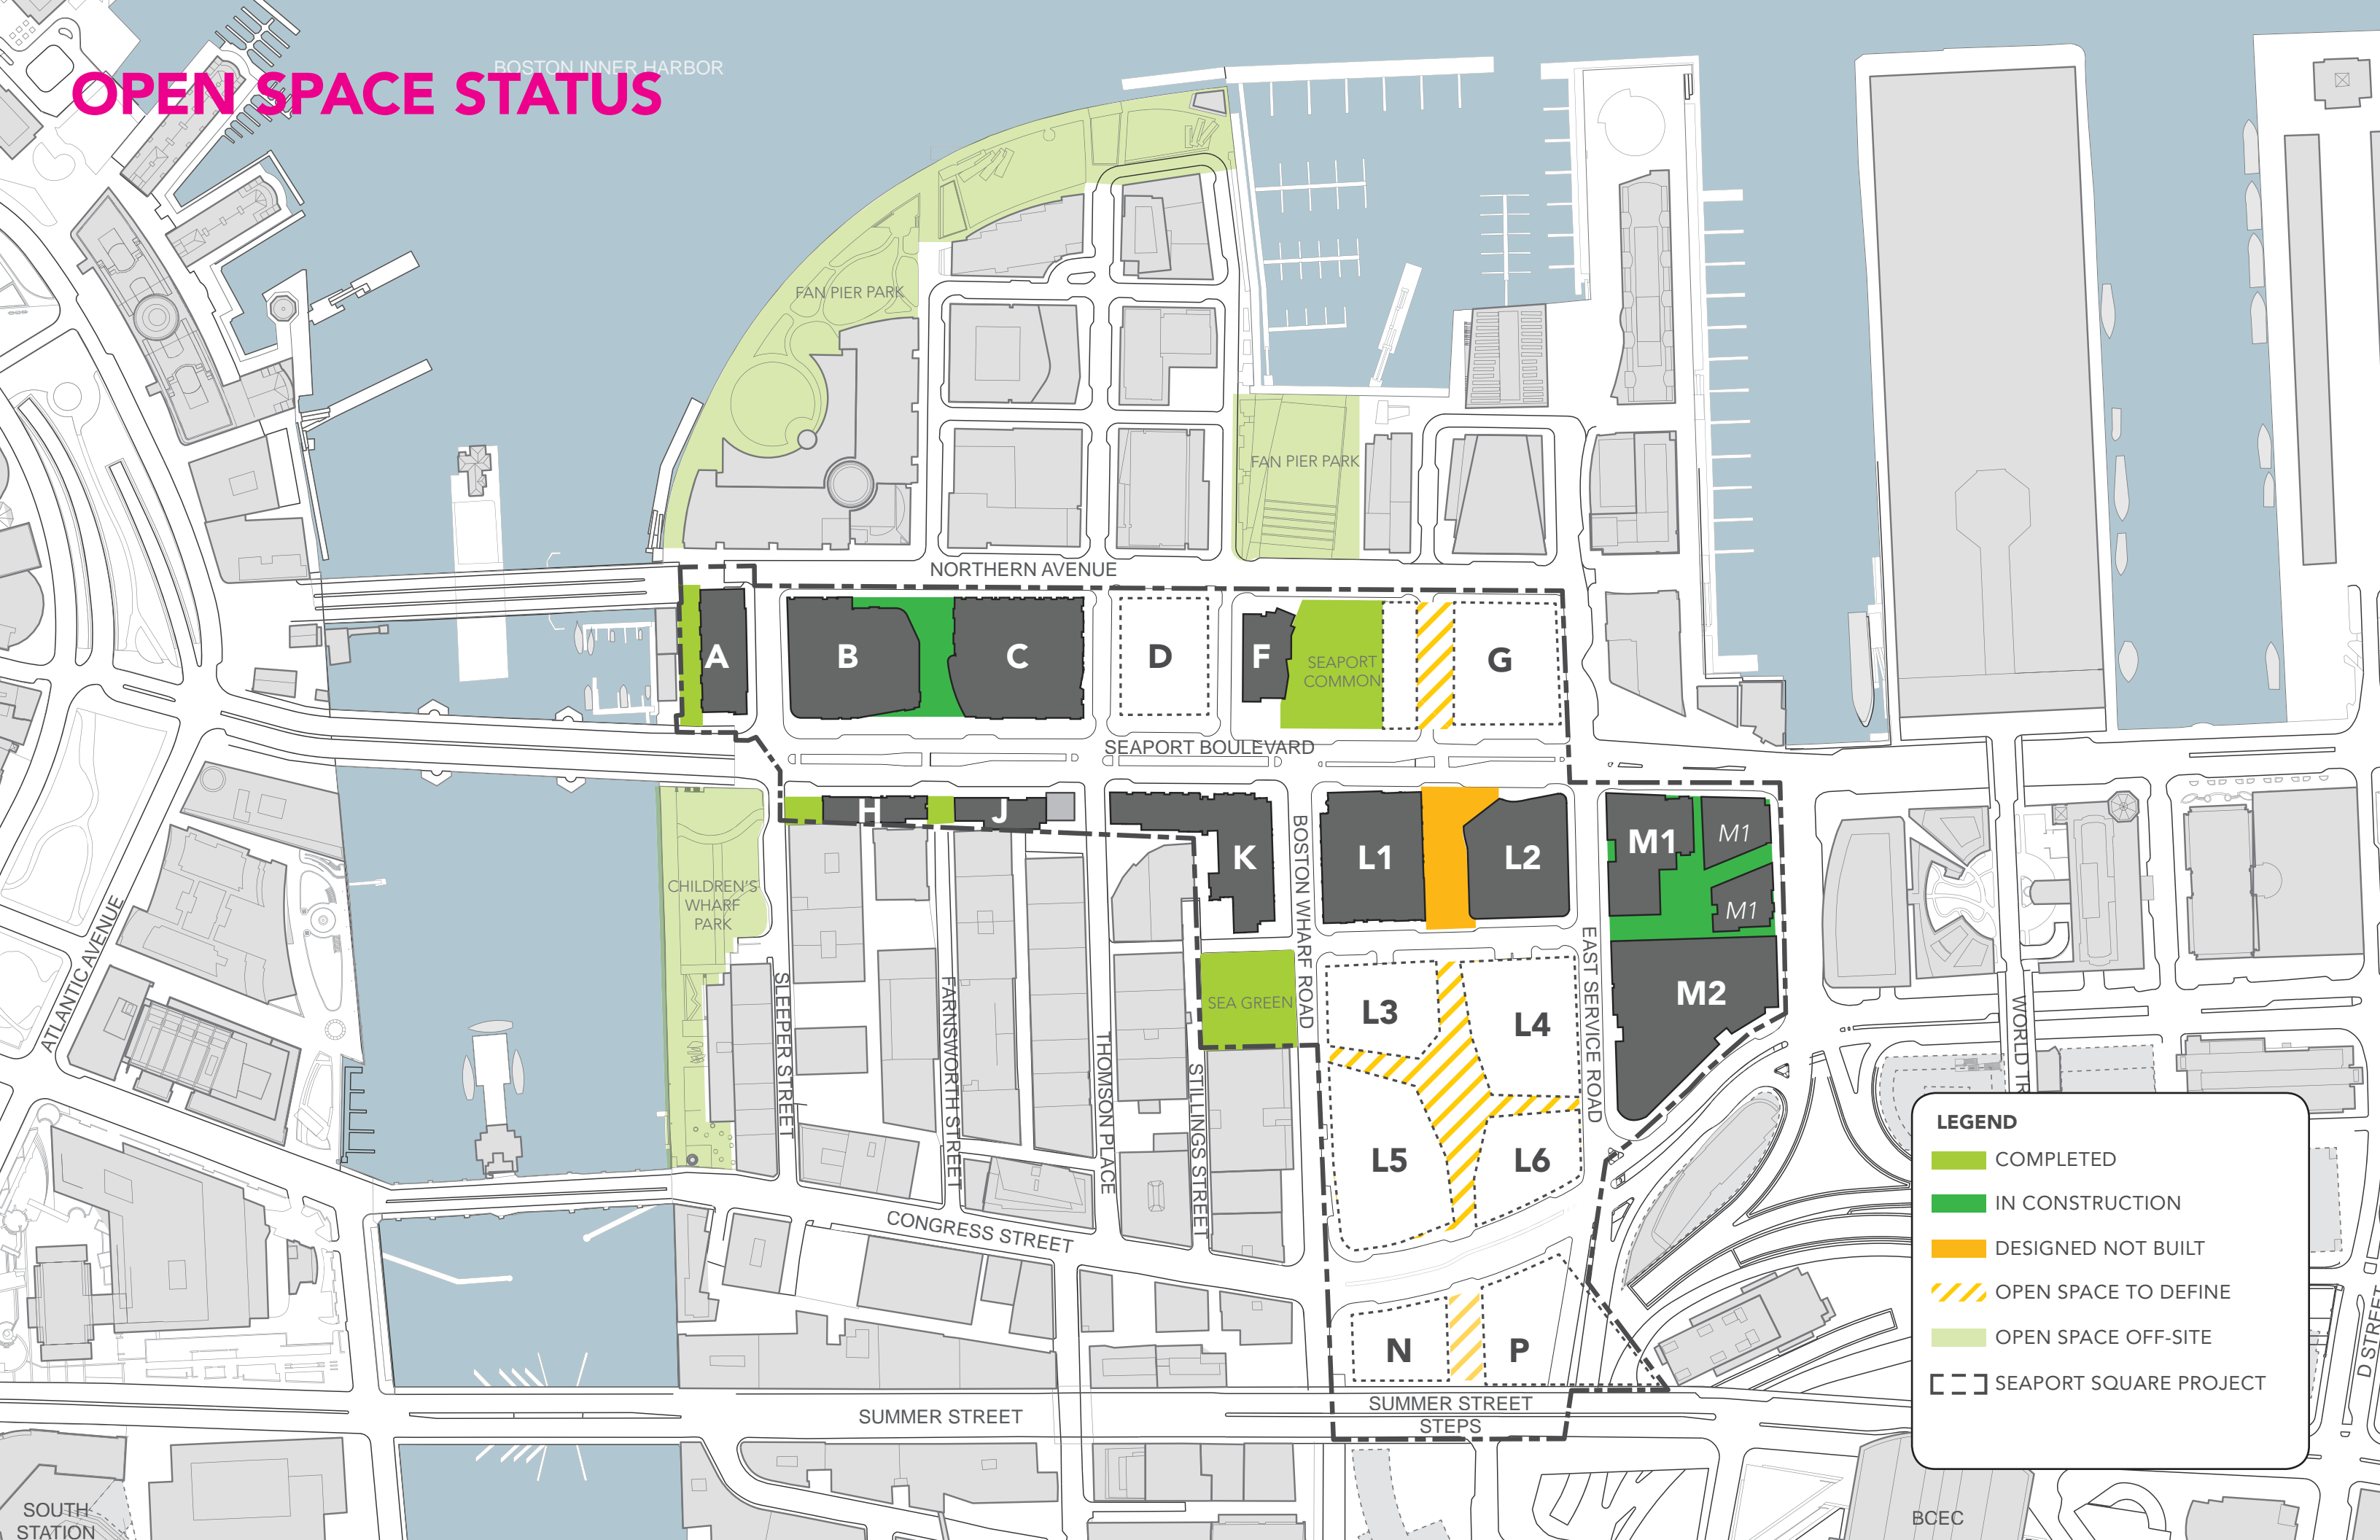 BOSTON INNER HARBOR
OPEN SPACE STATUS
FAN PIER PARK
FAN PIER PARK
NORTHERN AVENUE
A
B
C
D
F
SEAPORT
COMMON
G
SEAPORT BOULEVARD
H
J
K
L1
L2
M1
M1
M1
CHILDREN'S
WHARF
PARK
ATLANTIC AVENUE
SLEEPER STREET
FARNSWORTH STREET
THOMSON PLACE
STILLINGS STREET
BOSTON WHARF ROAD
EAST SERVICE ROAD
SEA GREEN
L3
L4
M2
WORLD TR
L5
L6
CONGRESS STREET
N
P
SUMMER STREET
SUMMER STREET
STEPS
D STREET
SOUTH
STATION
BCEC
LEGEND
COMPLETED
IN CONSTRUCTION
DESIGNED NOT BUILT
OPEN SPACE TO DEFINE
OPEN SPACE OFF-SITE
SEAPORT SQUARE PROJECT